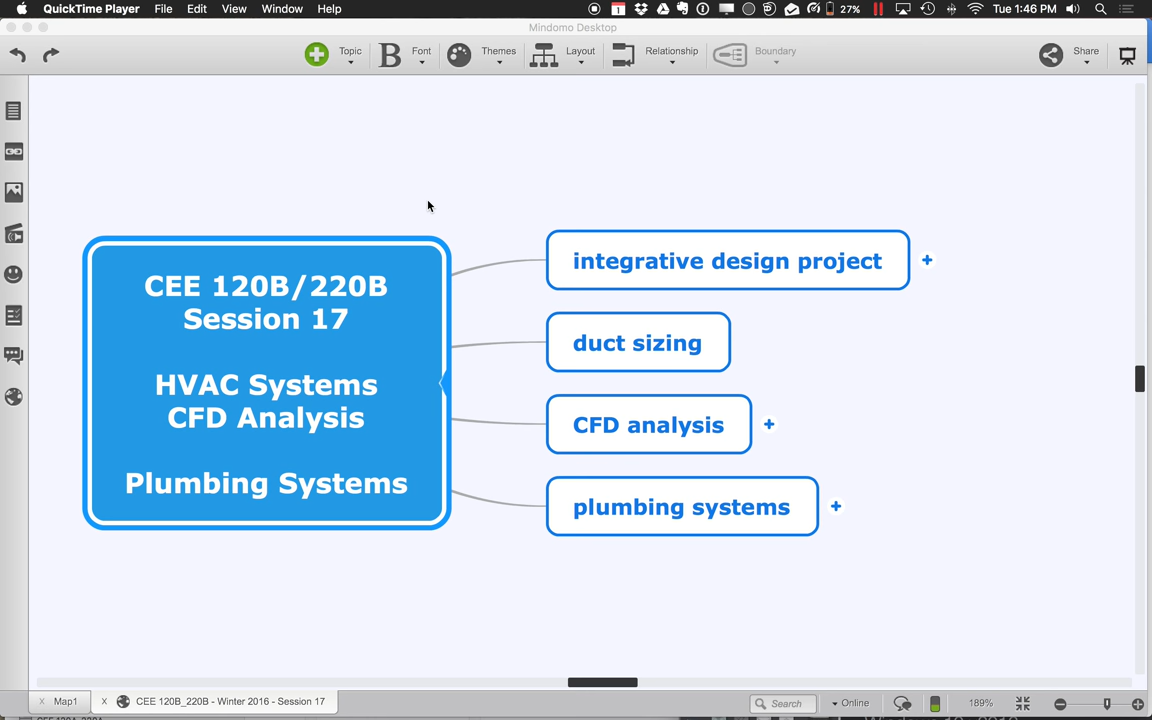 QuickTime Player File Edit View Window Help
1 27% Tue 1:46 PM
Mindomo Desktop
Topic
B Font
Themes
Layout
Relationship
Boundary
Share
CEE 120B/220B
Session 17
HVAC Systems
CFD Analysis
Plumbing Systems
integrative design project +
duct sizing
CFD analysis +
plumbing systems +
x Map1
x CEE 120B_220B - Winter 2016 - Session 17
Search
Online
189%